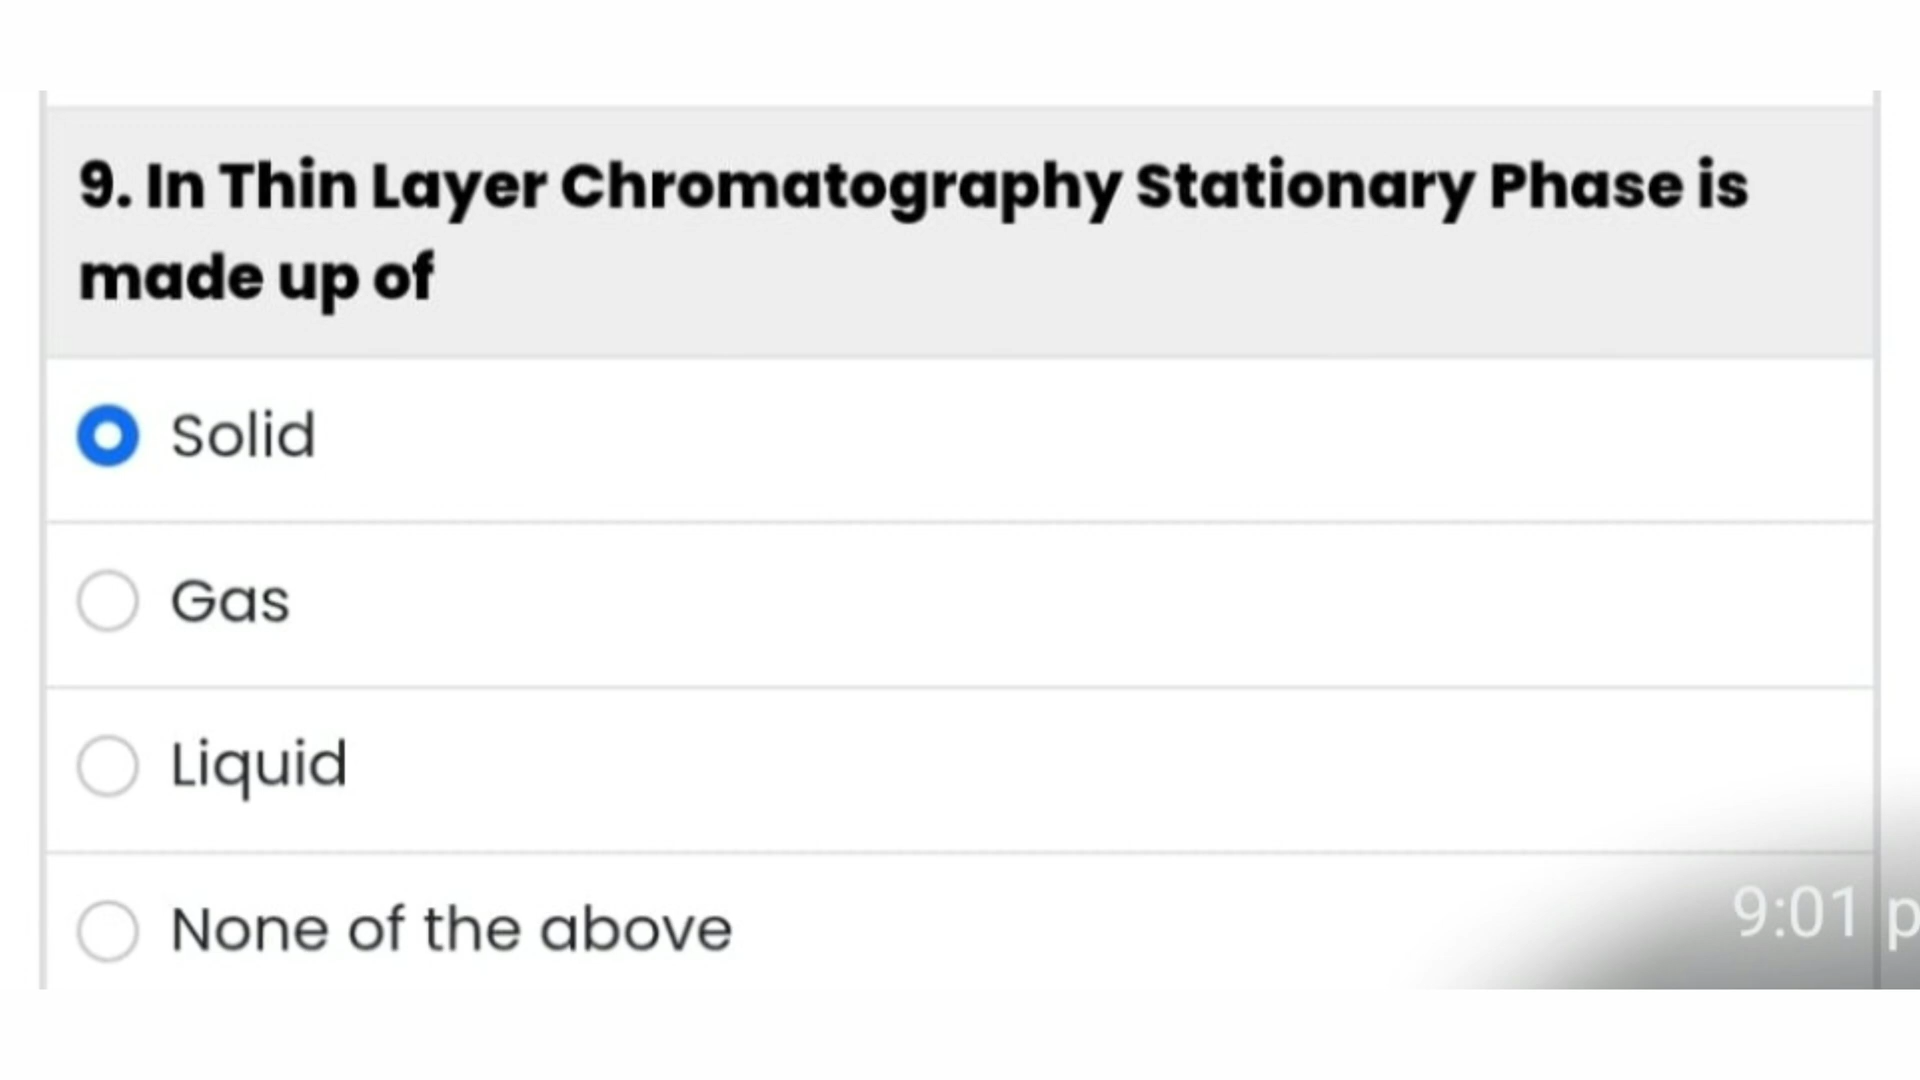 9. In Thin Layer Chromatography Stationary Phase is
made up of
Solid
Gas
Liquid
None of the above
9:01 p